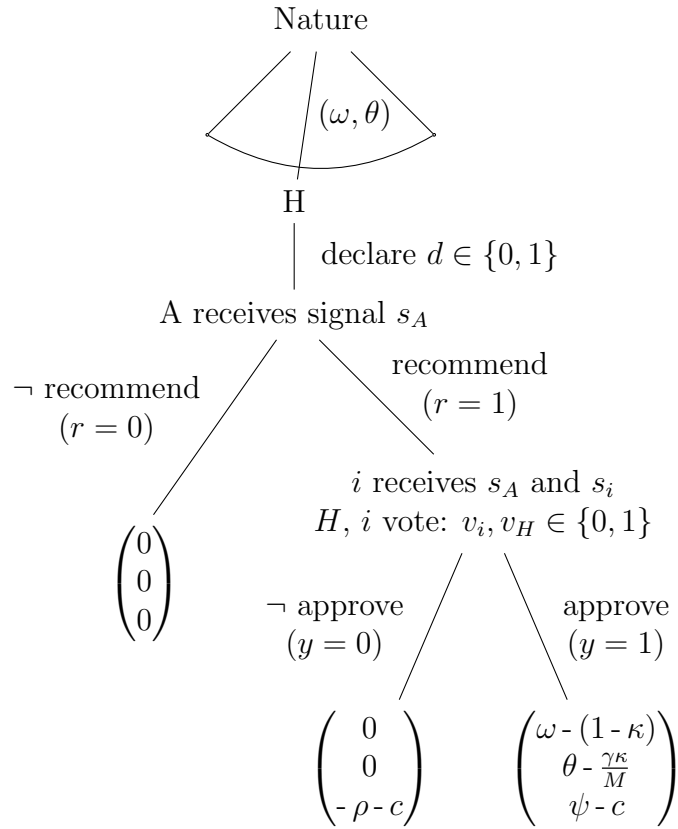 Nature
(ω, θ)
H
declare d ∈ {0, 1}
A receives signal s_A
¬ recommend
(r = 0)
recommend
(r = 1)
i receives s_A and s_i
H, i vote: v_i, v_H ∈ {0, 1}
0
0
0
¬ approve
(y = 0)
approve
(y = 1)
0
0
- ρ - c
ω - (1 - κ)
θ - γκ/M
ψ - c